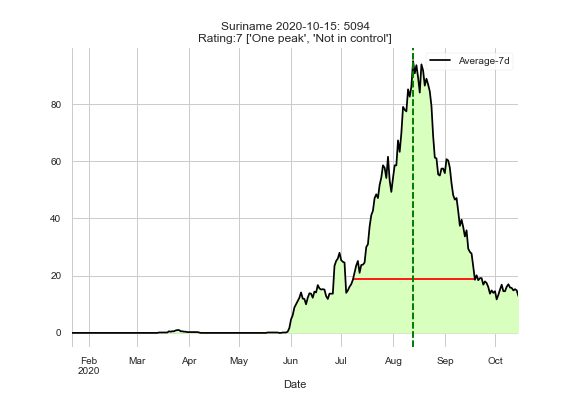 Suriname 2020-10-15: 5094
Rating:7 ['One peak', 'Not in control']
Average-7d
80
60
40
20
0
Feb Mar Apr May Jun Jul Aug Sep Oct
2020
Date